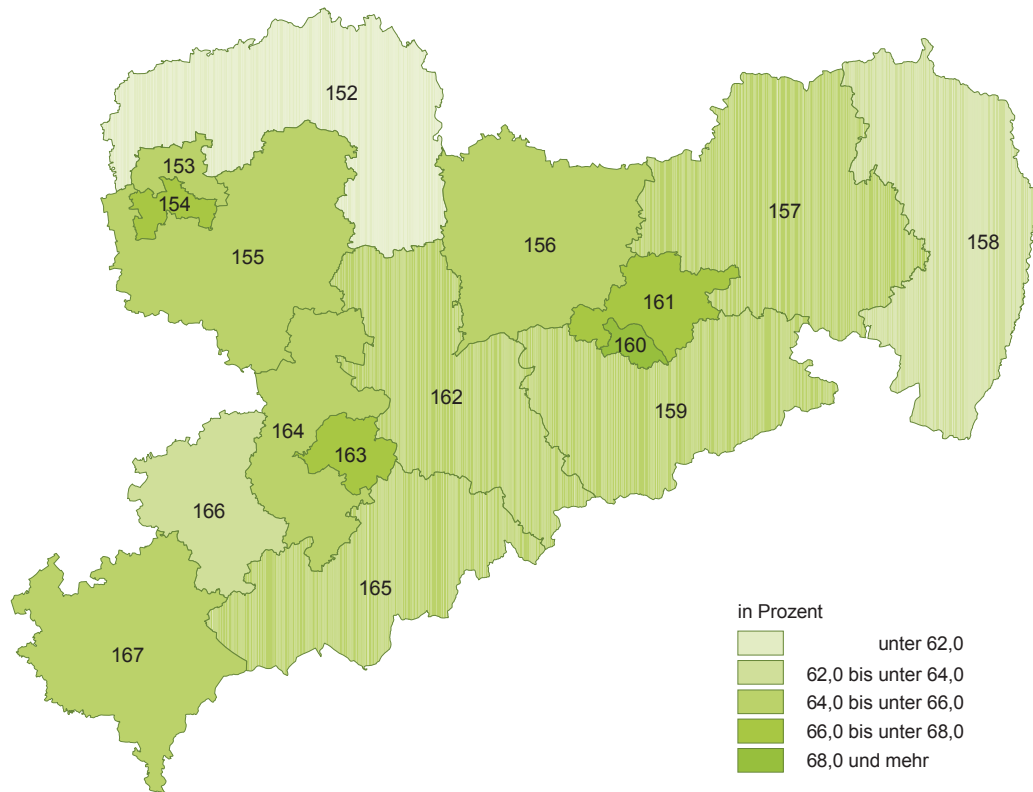 152
153
154
155
156
157
158
161
160
162
159
164
163
166
165
167
in Prozent
unter 62,0
62,0 bis unter 64,0
64,0 bis unter 66,0
66,0 bis unter 68,0
68,0 und mehr